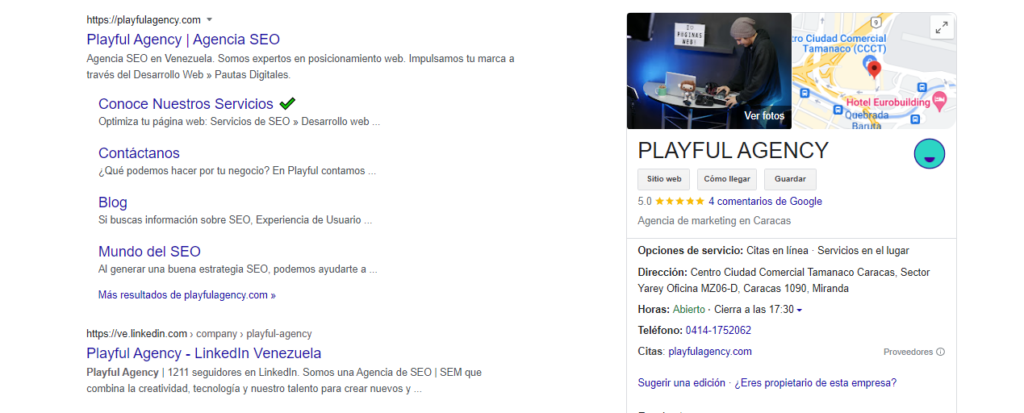 https://playfulagency.com
Playful Agency | Agencia SEO
Agencia SEO en Venezuela. Somos expertos en posicionamiento web. Impulsamos tu marca a
través del Desarrollo Web » Pautas Digitales.
Conoce Nuestros Servicios
Optimiza tu página web: Servicios de SEO » Desarrollo web ...
Contáctanos
¿Qué podemos hacer por tu negocio? En Playful contamos ...
Blog
Si buscas información sobre SEO, Experiencia de Usuario ...
Mundo del SEO
Al generar una buena estrategia SEO, podemos ayudarte a ...
Más resultados de playfulagency.com »
https://ve.linkedin.com › company › playful-agency
Playful Agency - LinkedIn Venezuela
Playful Agency | 1211 seguidores en LinkedIn. Somos una Agencia de SEO | SEM que
combina la creatividad, tecnología y nuestro talento para crear nuevos y ...
PAGINAS
WEB
Ver fotos
9
tro Ciudad Comercial
Tamanaco (CCCT)
Hotel Eurobuilding
Quebrada
Baruta
PLAYFUL AGENCY
Sitio web Cómo llegar Guardar
5.0 4 comentarios de Google
Agencia de marketing en Caracas
Opciones de servicio: Citas en línea · Servicios en el lugar
Dirección: Centro Ciudad Comercial Tamanaco Caracas, Sector
Yarey Oficina MZ06-D, Caracas 1090, Miranda
Horas: Abierto · Cierra a las 17:30
Teléfono: 0414-1752062
Citas: playfulagency.com Proveedores
Sugerir una edición · ¿Eres propietario de esta empresa?